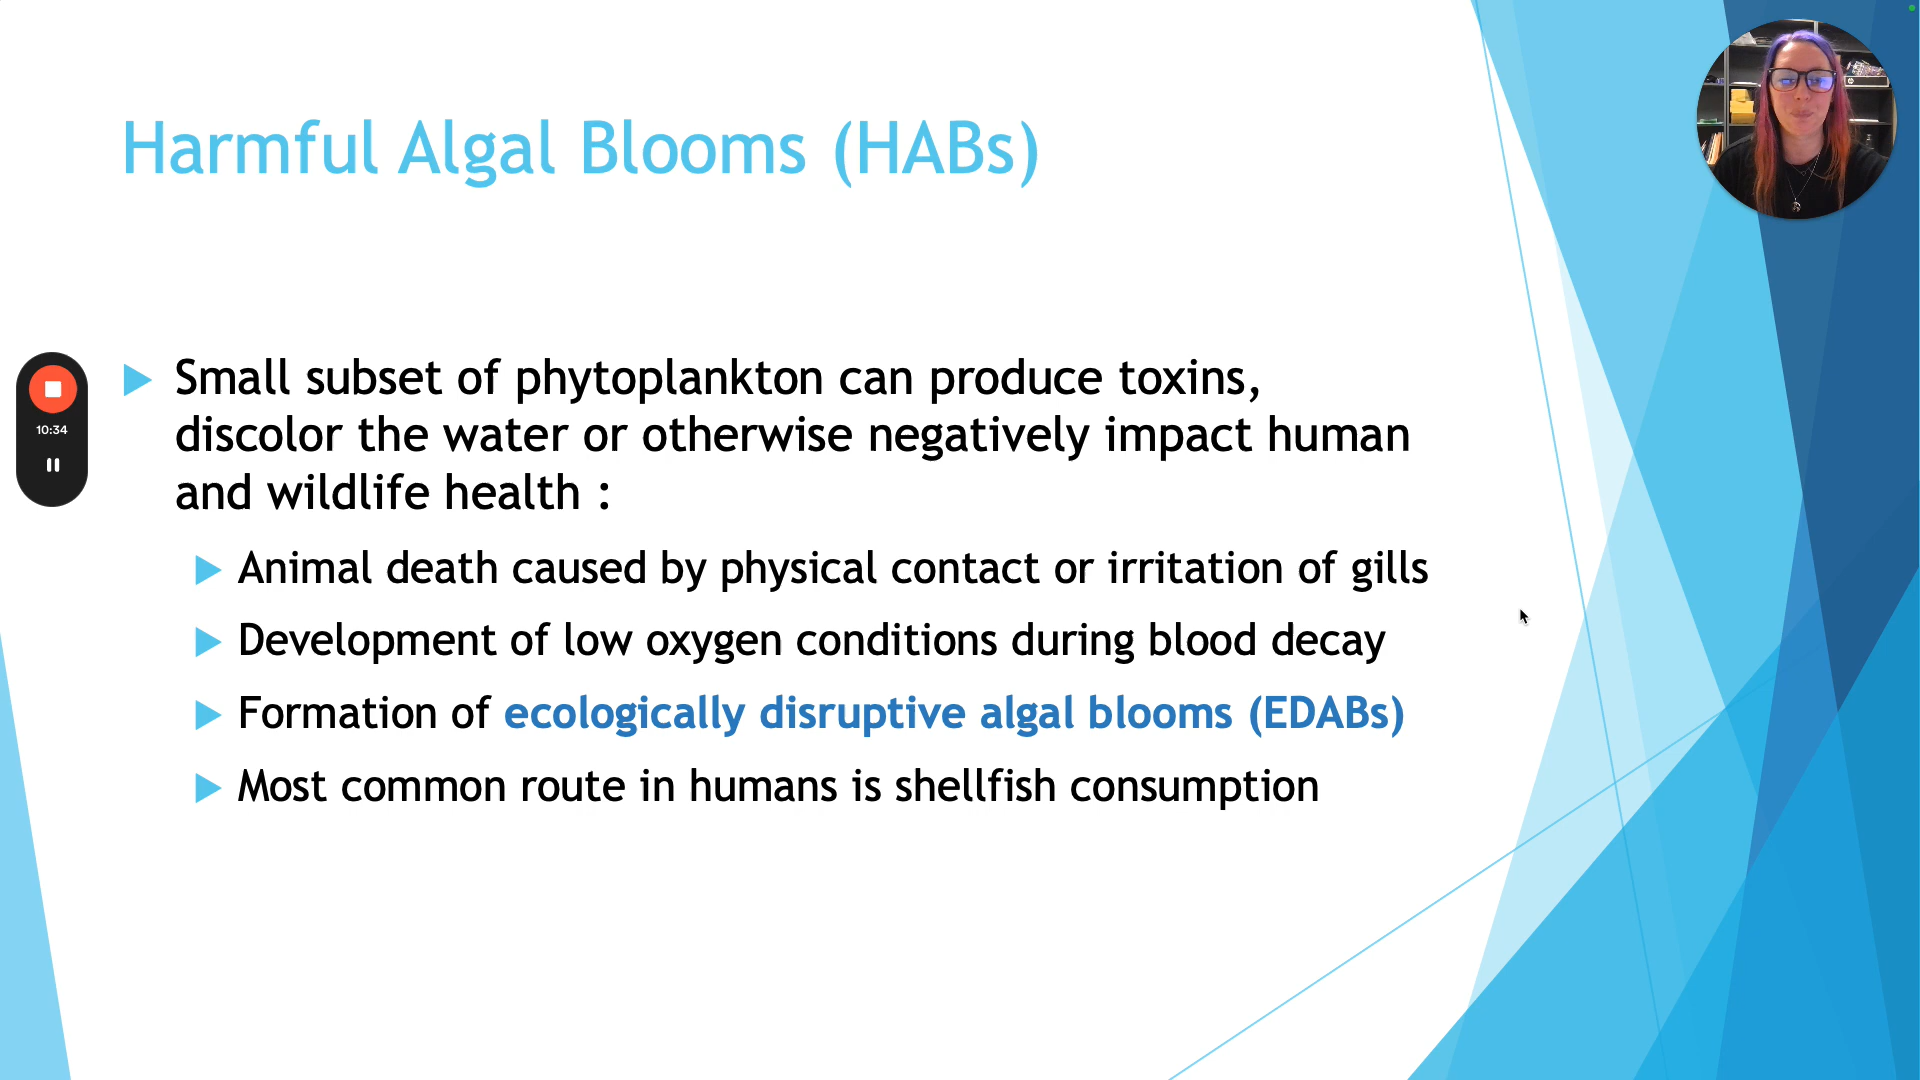 Harmful Algal Blooms (HABs)
Small subset of phytoplankton can produce toxins,
discolor the water or otherwise negatively impact human
and wildlife health :
Animal death caused by physical contact or irritation of gills
Development of low oxygen conditions during blood decay
Formation of ecologically disruptive algal blooms (EDABs)
Most common route in humans is shellfish consumption
10:34